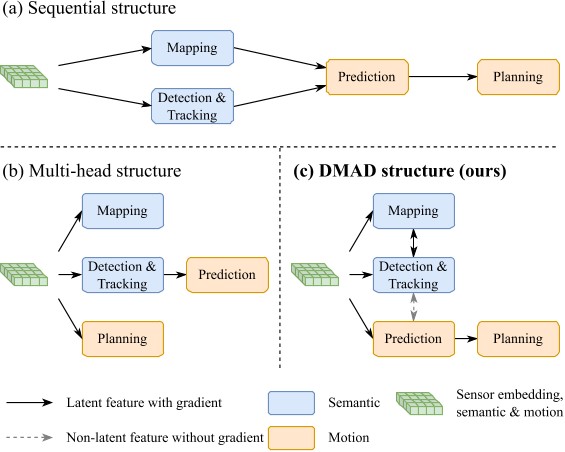 (a) Sequential structure
Mapping
Detection &
Tracking
Prediction
Planning
(b) Multi-head structure
Mapping
Detection &
Tracking
Prediction
Planning
(c) DMAD structure (ours)
Mapping
Detection &
Tracking
Prediction
Planning
Latent feature with gradient
Semantic
Sensor embedding,
semantic & motion
Non-latent feature without gradient
Motion